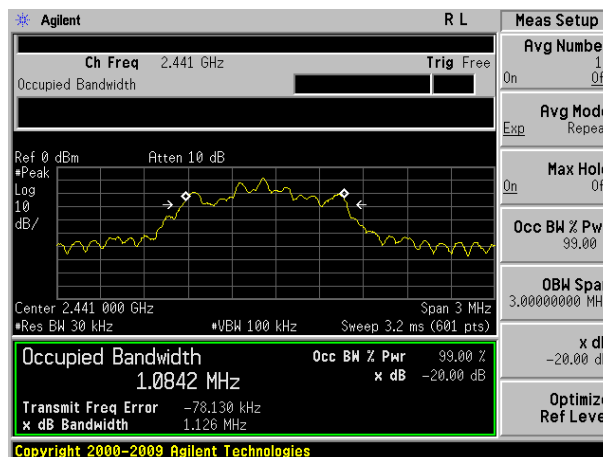 Agilent R L Meas Setup
Ch Freq 2.441 GHz Trig Free
Occupied Bandwidth
Avg Numbe
1
On Of
Avg Mod
Exp Repea
Max Hol
On Of
Occ BW % Pw
99.00
OBW Spa
3.00000000 MH
x d
-20.00 d
Optimiz
Ref Leve
Ref 0 dBm Atten 10 dB
#Peak
Log
10
dB/
Center 2.441 000 GHz Span 3 MHz
#Res BW 30 kHz #VBW 100 kHz Sweep 3.2 ms (601 pts)
Occupied Bandwidth Occ BW % Pwr 99.00 %
1.0842 MHz x dB -20.00 dB
Transmit Freq Error -78.130 kHz
x dB Bandwidth 1.126 MHz
Copyright 2000-2009 Agilent Technologies